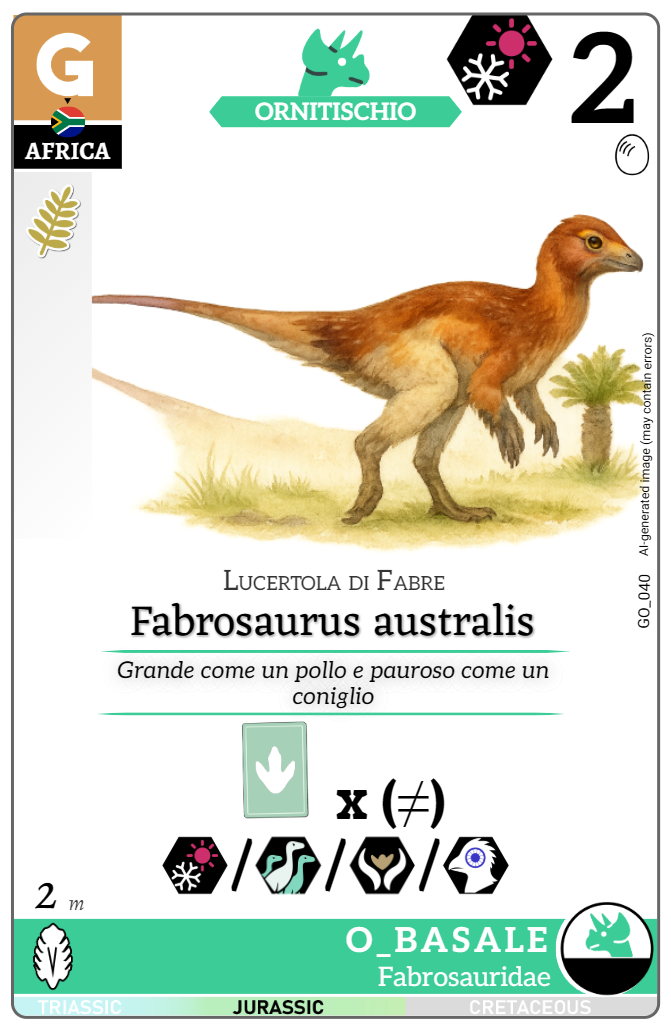 G
AFRICA
ORNITISCHIO
2
AI-generated image (may contain errors)
GO_040
Lucertola di Fabre
Fabrosaurus australis
Grande come un pollo e pauroso come un
coniglio
x (≠)
/ / /
2 m
O_BASALE
Fabrosauridae
TRIASSIC JURASSIC CRETACEOUS